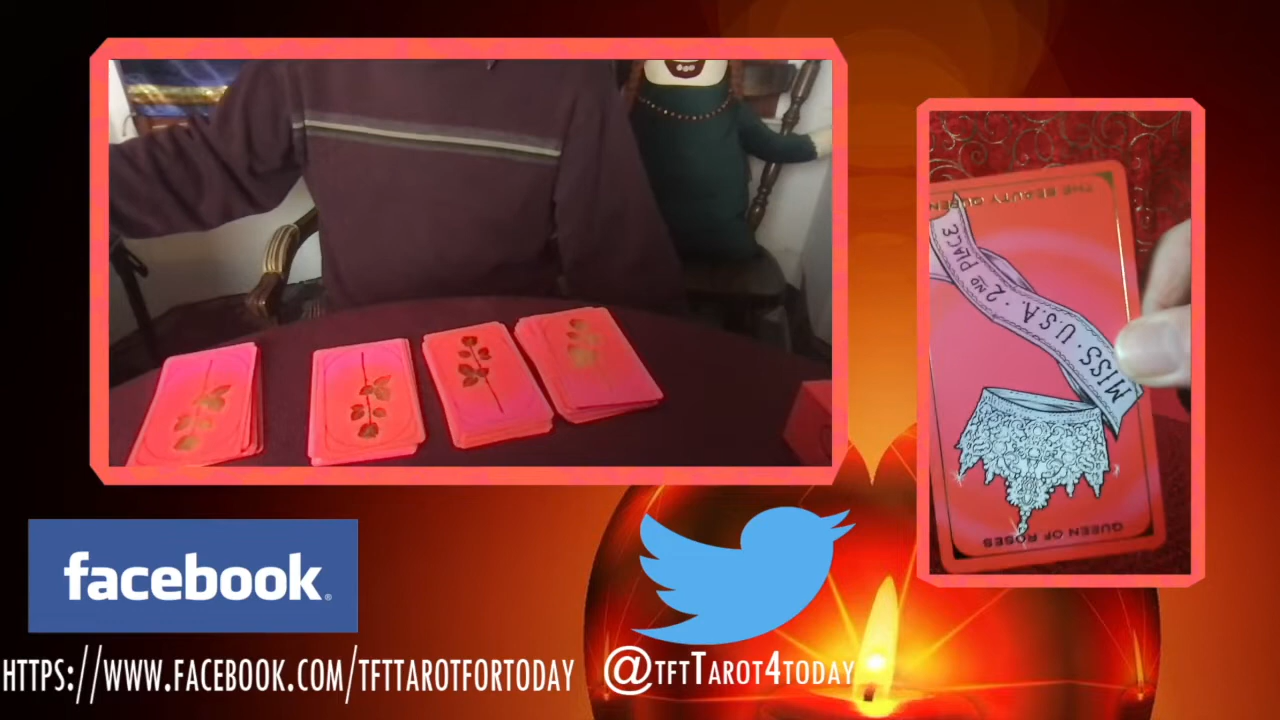 THE BEAUTY QUEEN
MISS · U.S.A. · 2ND PLACE
QUEEN OF ROSES
facebook®
HTTPS://WWW.FACEBOOK.COM/TFTTAROTFORTODAY
@TFTTAROT4TODAY